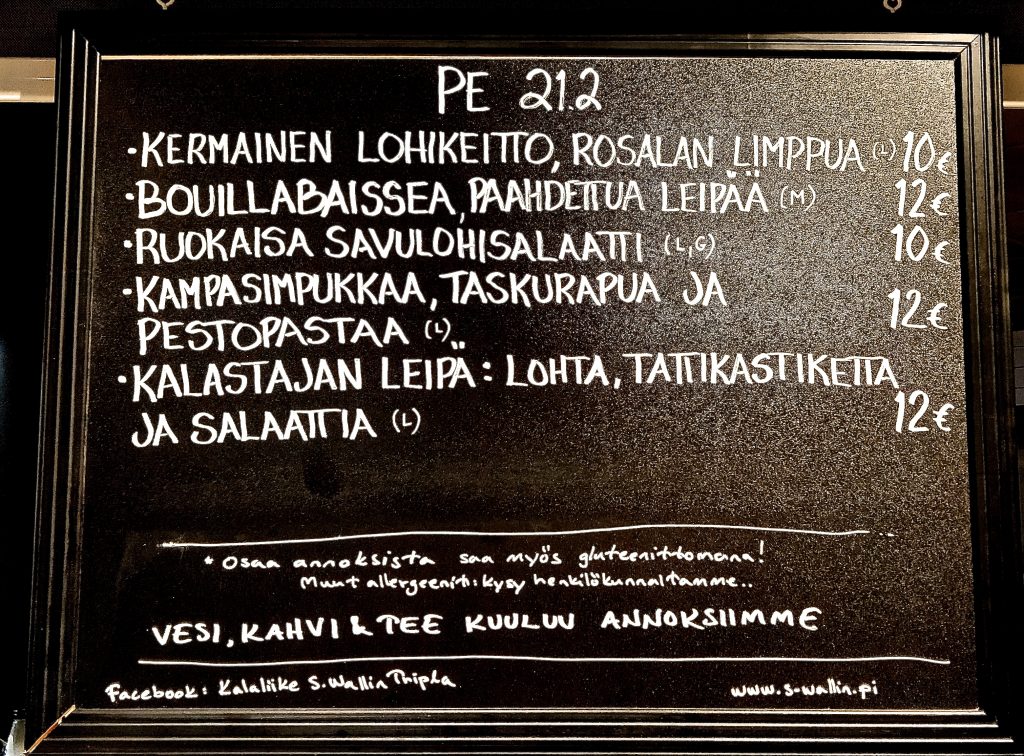 PE 21.2
·KERMAINEN LOHIKEITTO, ROSALAN LIMPPUA (L) 10€
·BOUILLABAISSEA, PAAHDETTUA LEIPÄÄ (M) 12€
·RUOKAISA SAVULOHISALAATTI (L,G) 10€
·KAMPASIMPUKKAA, TASKURAPUA JA
PESTOPASTAA (L) 12€
·KALASTAJAN LEIPÄ: LOHTA, TATTIKASTIKETTA
JA SALAATTIA (L) 12€
* Osaa annoksista saa myös gluteenittomana!
Muut allergeenit: kysy henkilökunnaltamme..
VESI, KAHVI & TEE KUULUU ANNOKSIIMME
Facebook: Kalaliike S.Wallin Tripla
www.s-wallin.pi